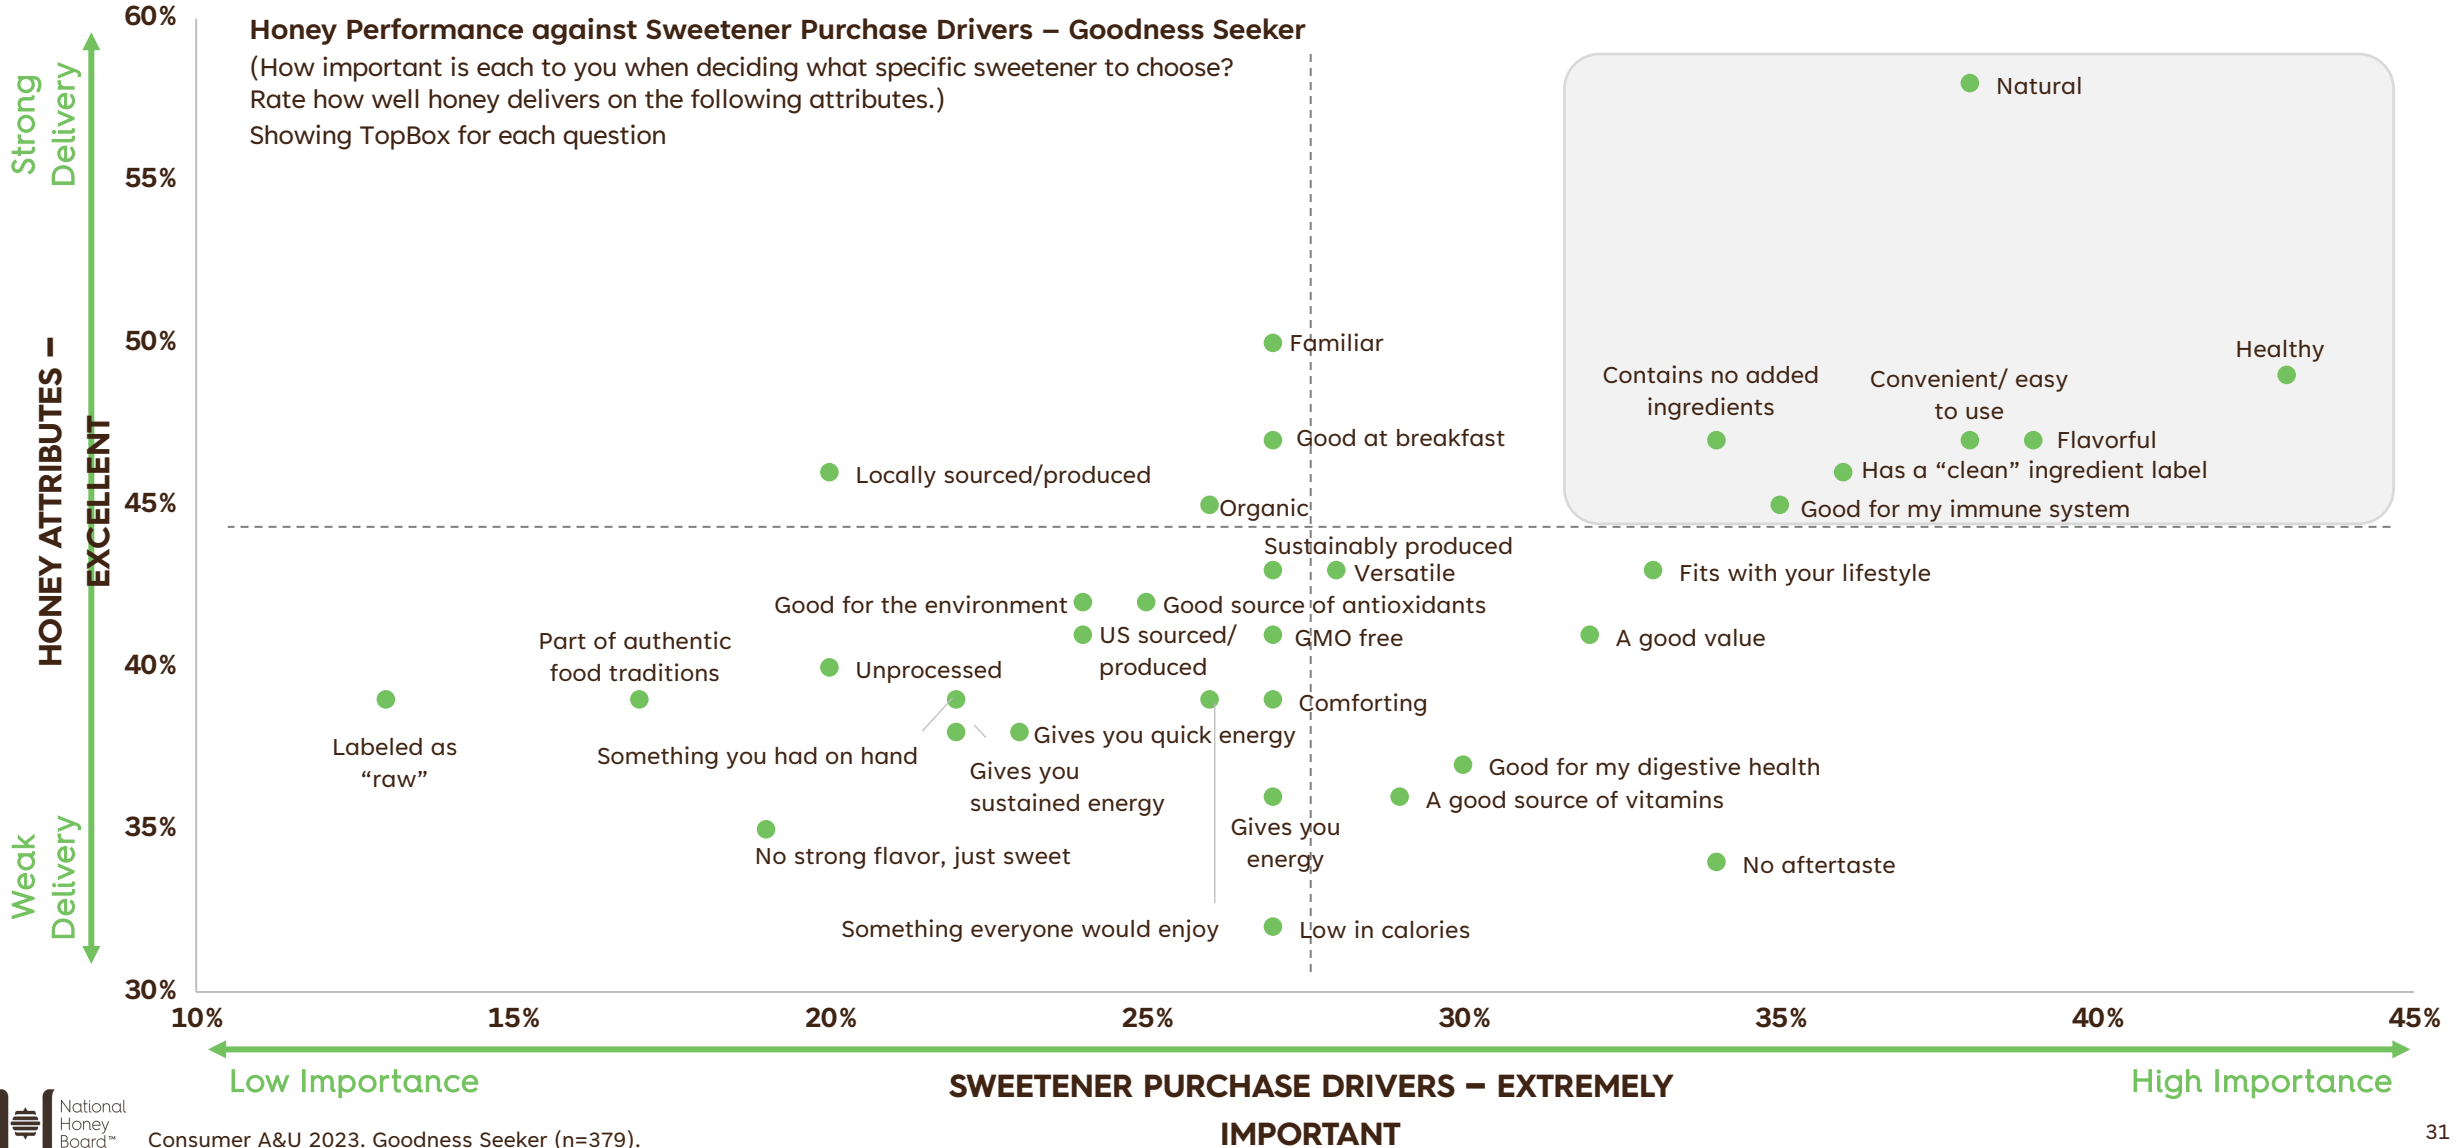 60%
Honey Performance against Sweetener Purchase Drivers – Goodness Seeker
(How important is each to you when deciding what specific sweetener to choose?
Rate how well honey delivers on the following attributes.)
Showing TopBox for each question
Strong
Delivery
Natural
55%
50%
Familiar
Healthy
Contains no added
ingredients
Convenient/ easy
to use
HONEY ATTRIBUTES –
EXCELLENT
Good at breakfast
Flavorful
Locally sourced/produced
Has a “clean” ingredient label
45%
Organic
Good for my immune system
Sustainably produced
Versatile
Fits with your lifestyle
Good for the environment
Good source of antioxidants
Part of authentic
food traditions
US sourced/
produced
GMO free
A good value
40%
Unprocessed
Comforting
Labeled as
“raw”
Something you had on hand
Gives you quick energy
Gives you
sustained energy
Good for my digestive health
A good source of vitamins
35%
Gives you
energy
No strong flavor, just sweet
No aftertaste
Weak
Delivery
Something everyone would enjoy
Low in calories
30%
10%
15%
20%
25%
30%
35%
40%
45%
Low Importance
SWEETENER PURCHASE DRIVERS – EXTREMELY
IMPORTANT
High Importance
National
Honey
Board™
Consumer A&U 2023. Goodness Seeker (n=379).
31